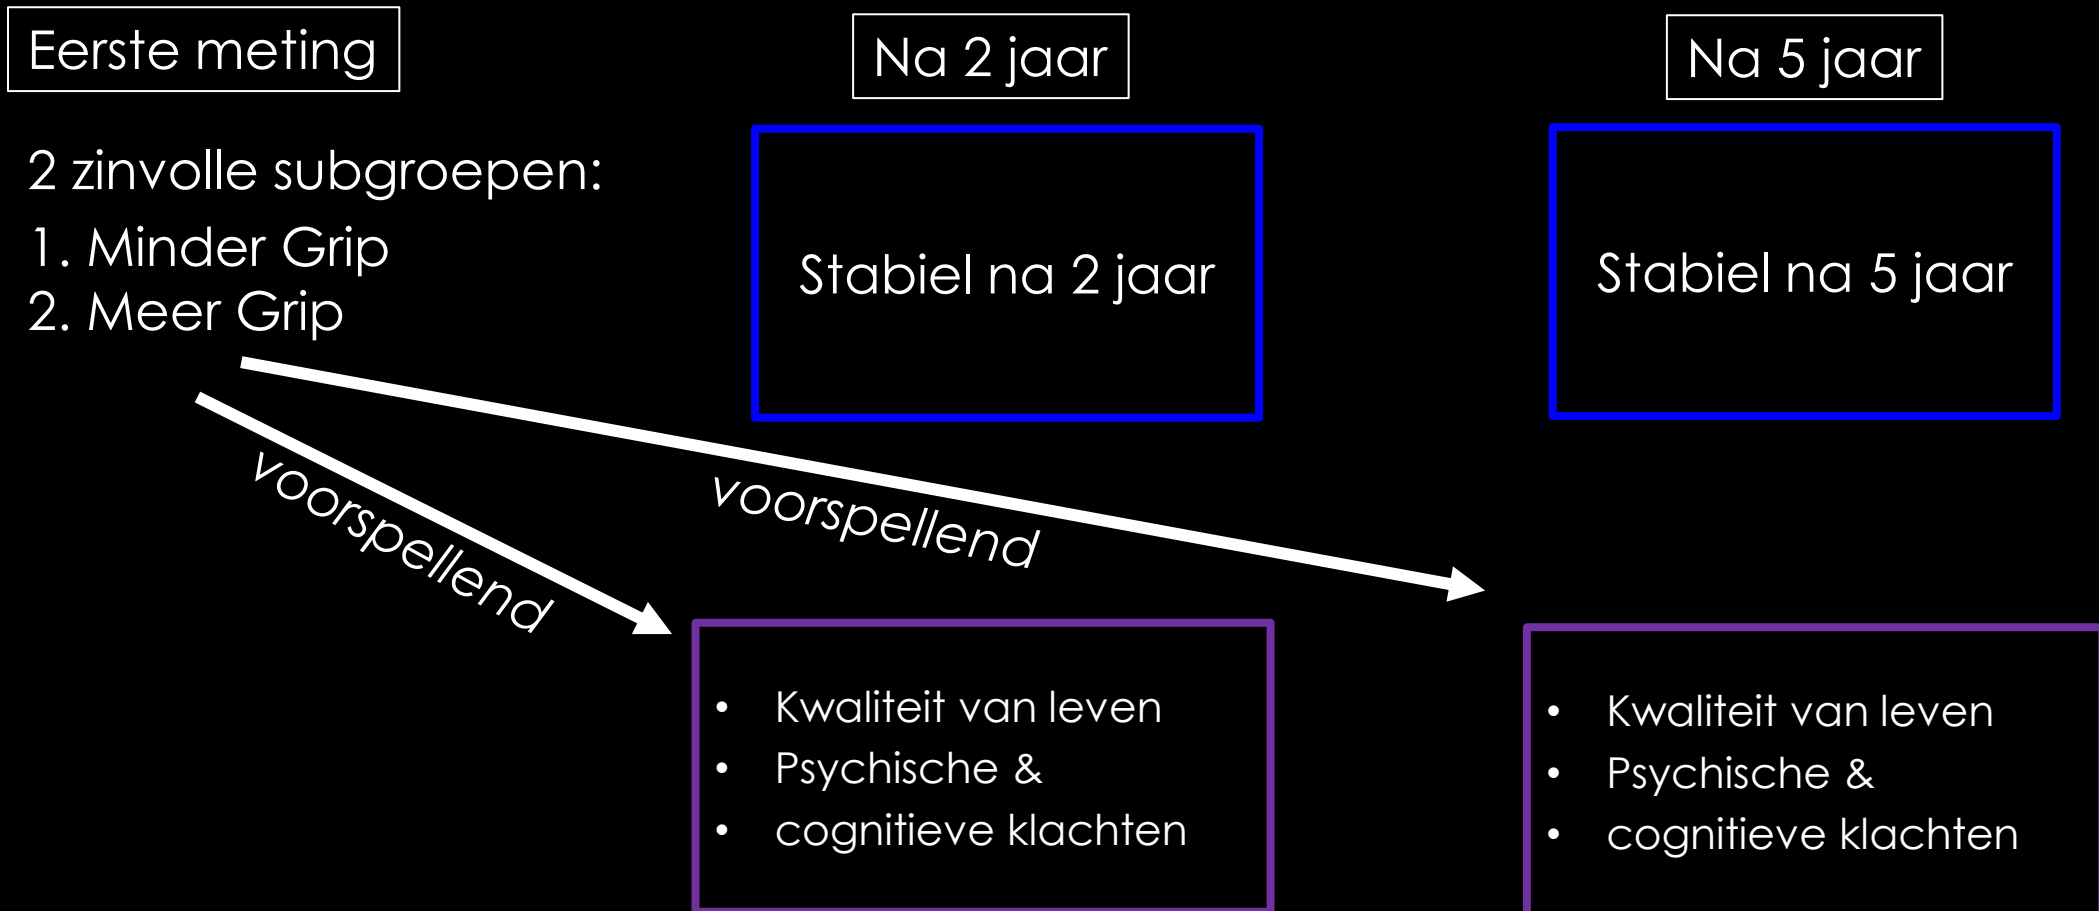 Eerste meting
Na 2 jaar
Na 5 jaar
2 zinvolle subgroepen:
1. Minder Grip
2. Meer Grip
Stabiel na 2 jaar
Stabiel na 5 jaar
voorspellend
voorspellend
• Kwaliteit van leven
• Psychische &
• cognitieve klachten
• Kwaliteit van leven
• Psychische &
• cognitieve klachten